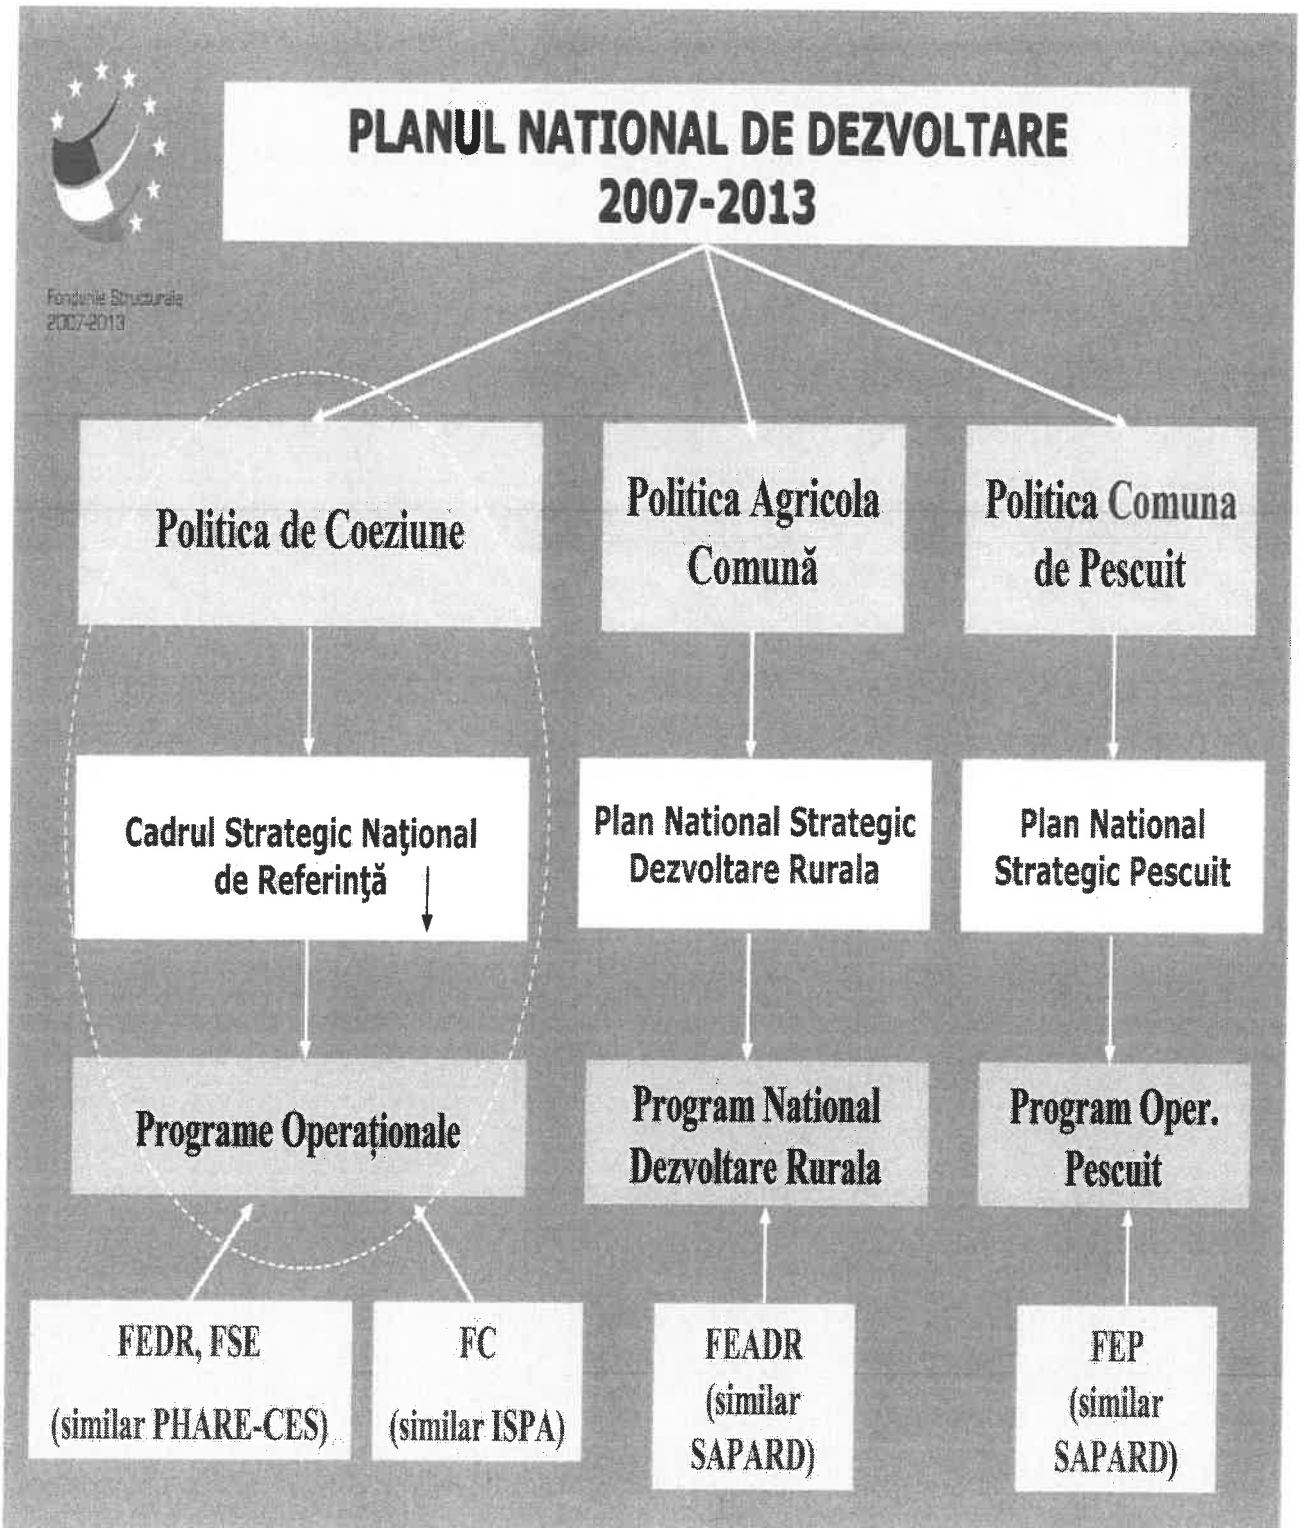 PLANUL NATIONAL DE DEZVOLTARE
2007-2013
Fondurile Structurale
2007-2013
Politica de Coeziune
Politica Agricola
Comună
Politica Comuna
de Pescuit
Cadrul Strategic Naţional
de Referinţă
Plan National Strategic
Dezvoltare Rurala
Plan National
Strategic Pescuit
Programe Operaţionale
Program National
Dezvoltare Rurala
Program Oper.
Pescuit
FEDR, FSE
(similar PHARE-CES)
FC
(similar ISPA)
FEADR
(similar
SAPARD)
FEP
(similar
SAPARD)